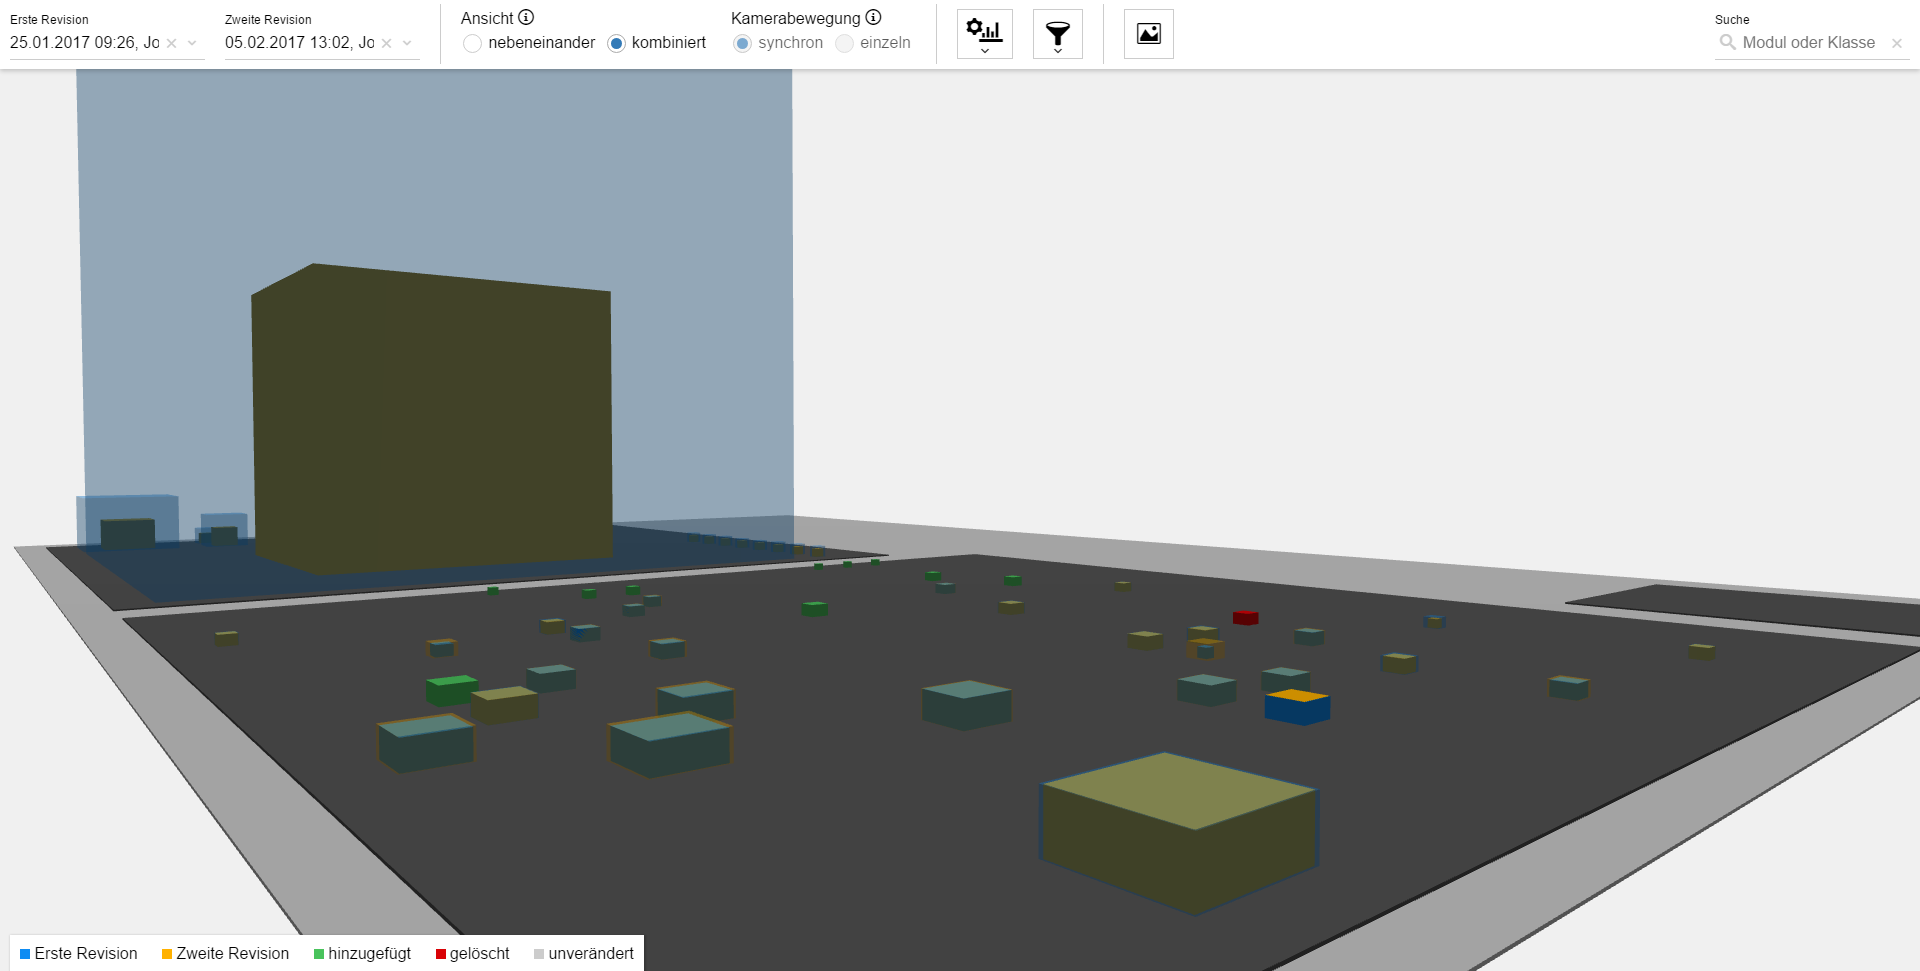 Erste Revision
25.01.2017 09:26, Jo
Zweite Revision
05.02.2017 13:02, Jo
Ansicht
nebeneinander
kombiniert
Kamerabewegung
synchron
einzeln
Suche
Modul oder Klasse
Erste Revision
Zweite Revision
hinzugefügt
gelöscht
unverändert